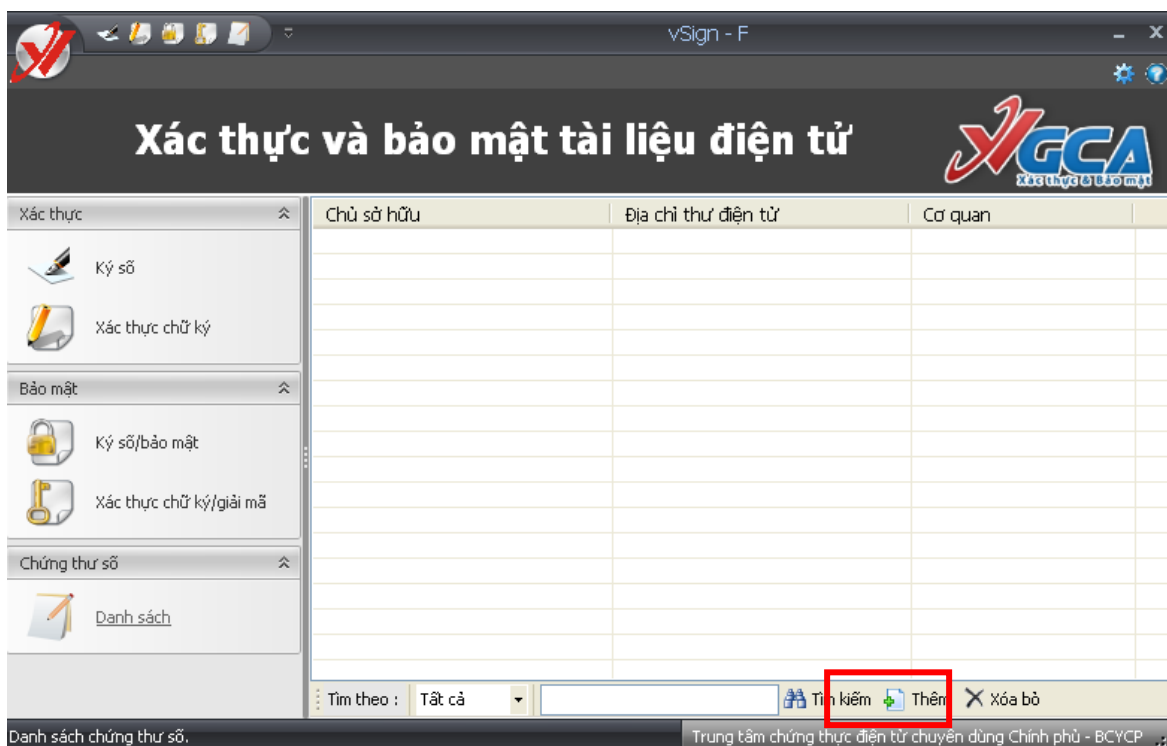 vSign - F
Xác thực và bảo mật tài liệu điện tử
VGCA
Xác thực & Bảo mật
Xác thực
Ký số
Xác thực chữ ký
Bảo mật
Ký số/bảo mật
Xác thực chữ ký/giải mã
Chứng thư số
Danh sách
Chủ sở hữu Địa chỉ thư điện tử Cơ quan
Tìm theo : Tất cả Tìm kiếm Thêm Xóa bỏ
Danh sách chứng thư số. Trung tâm chứng thực điện tử chuyên dùng Chính phủ - BCYCP